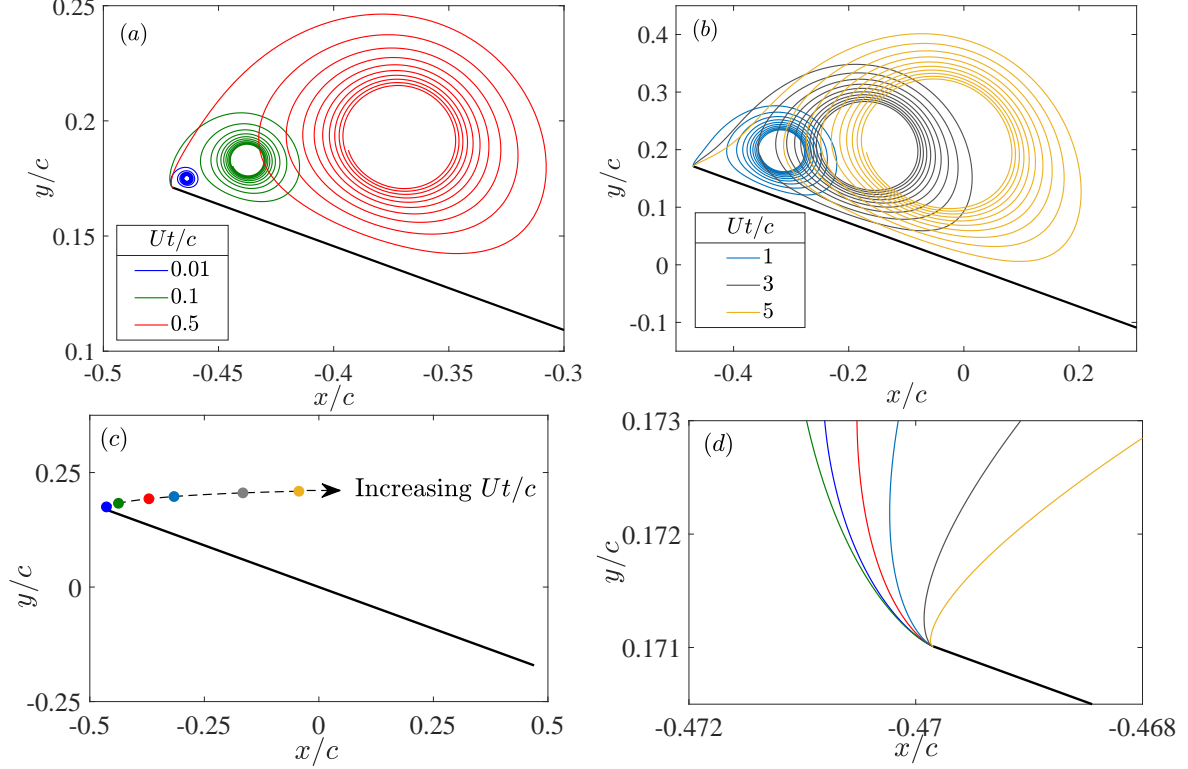 (a)
0.25
0.2
0.15
0.1
y/c
Ut/c
0.01
0.1
0.5
-0.5
-0.45
-0.4
-0.35
-0.3
x/c
(b)
0.4
0.3
0.2
0.1
0
-0.1
y/c
Ut/c
1
3
5
-0.4
-0.2
0
0.2
x/c
(c)
0.25
0
-0.25
y/c
Increasing Ut/c
-0.5
-0.25
0
0.25
0.5
x/c
(d)
0.173
0.172
0.171
y/c
-0.472
-0.47
-0.468
x/c